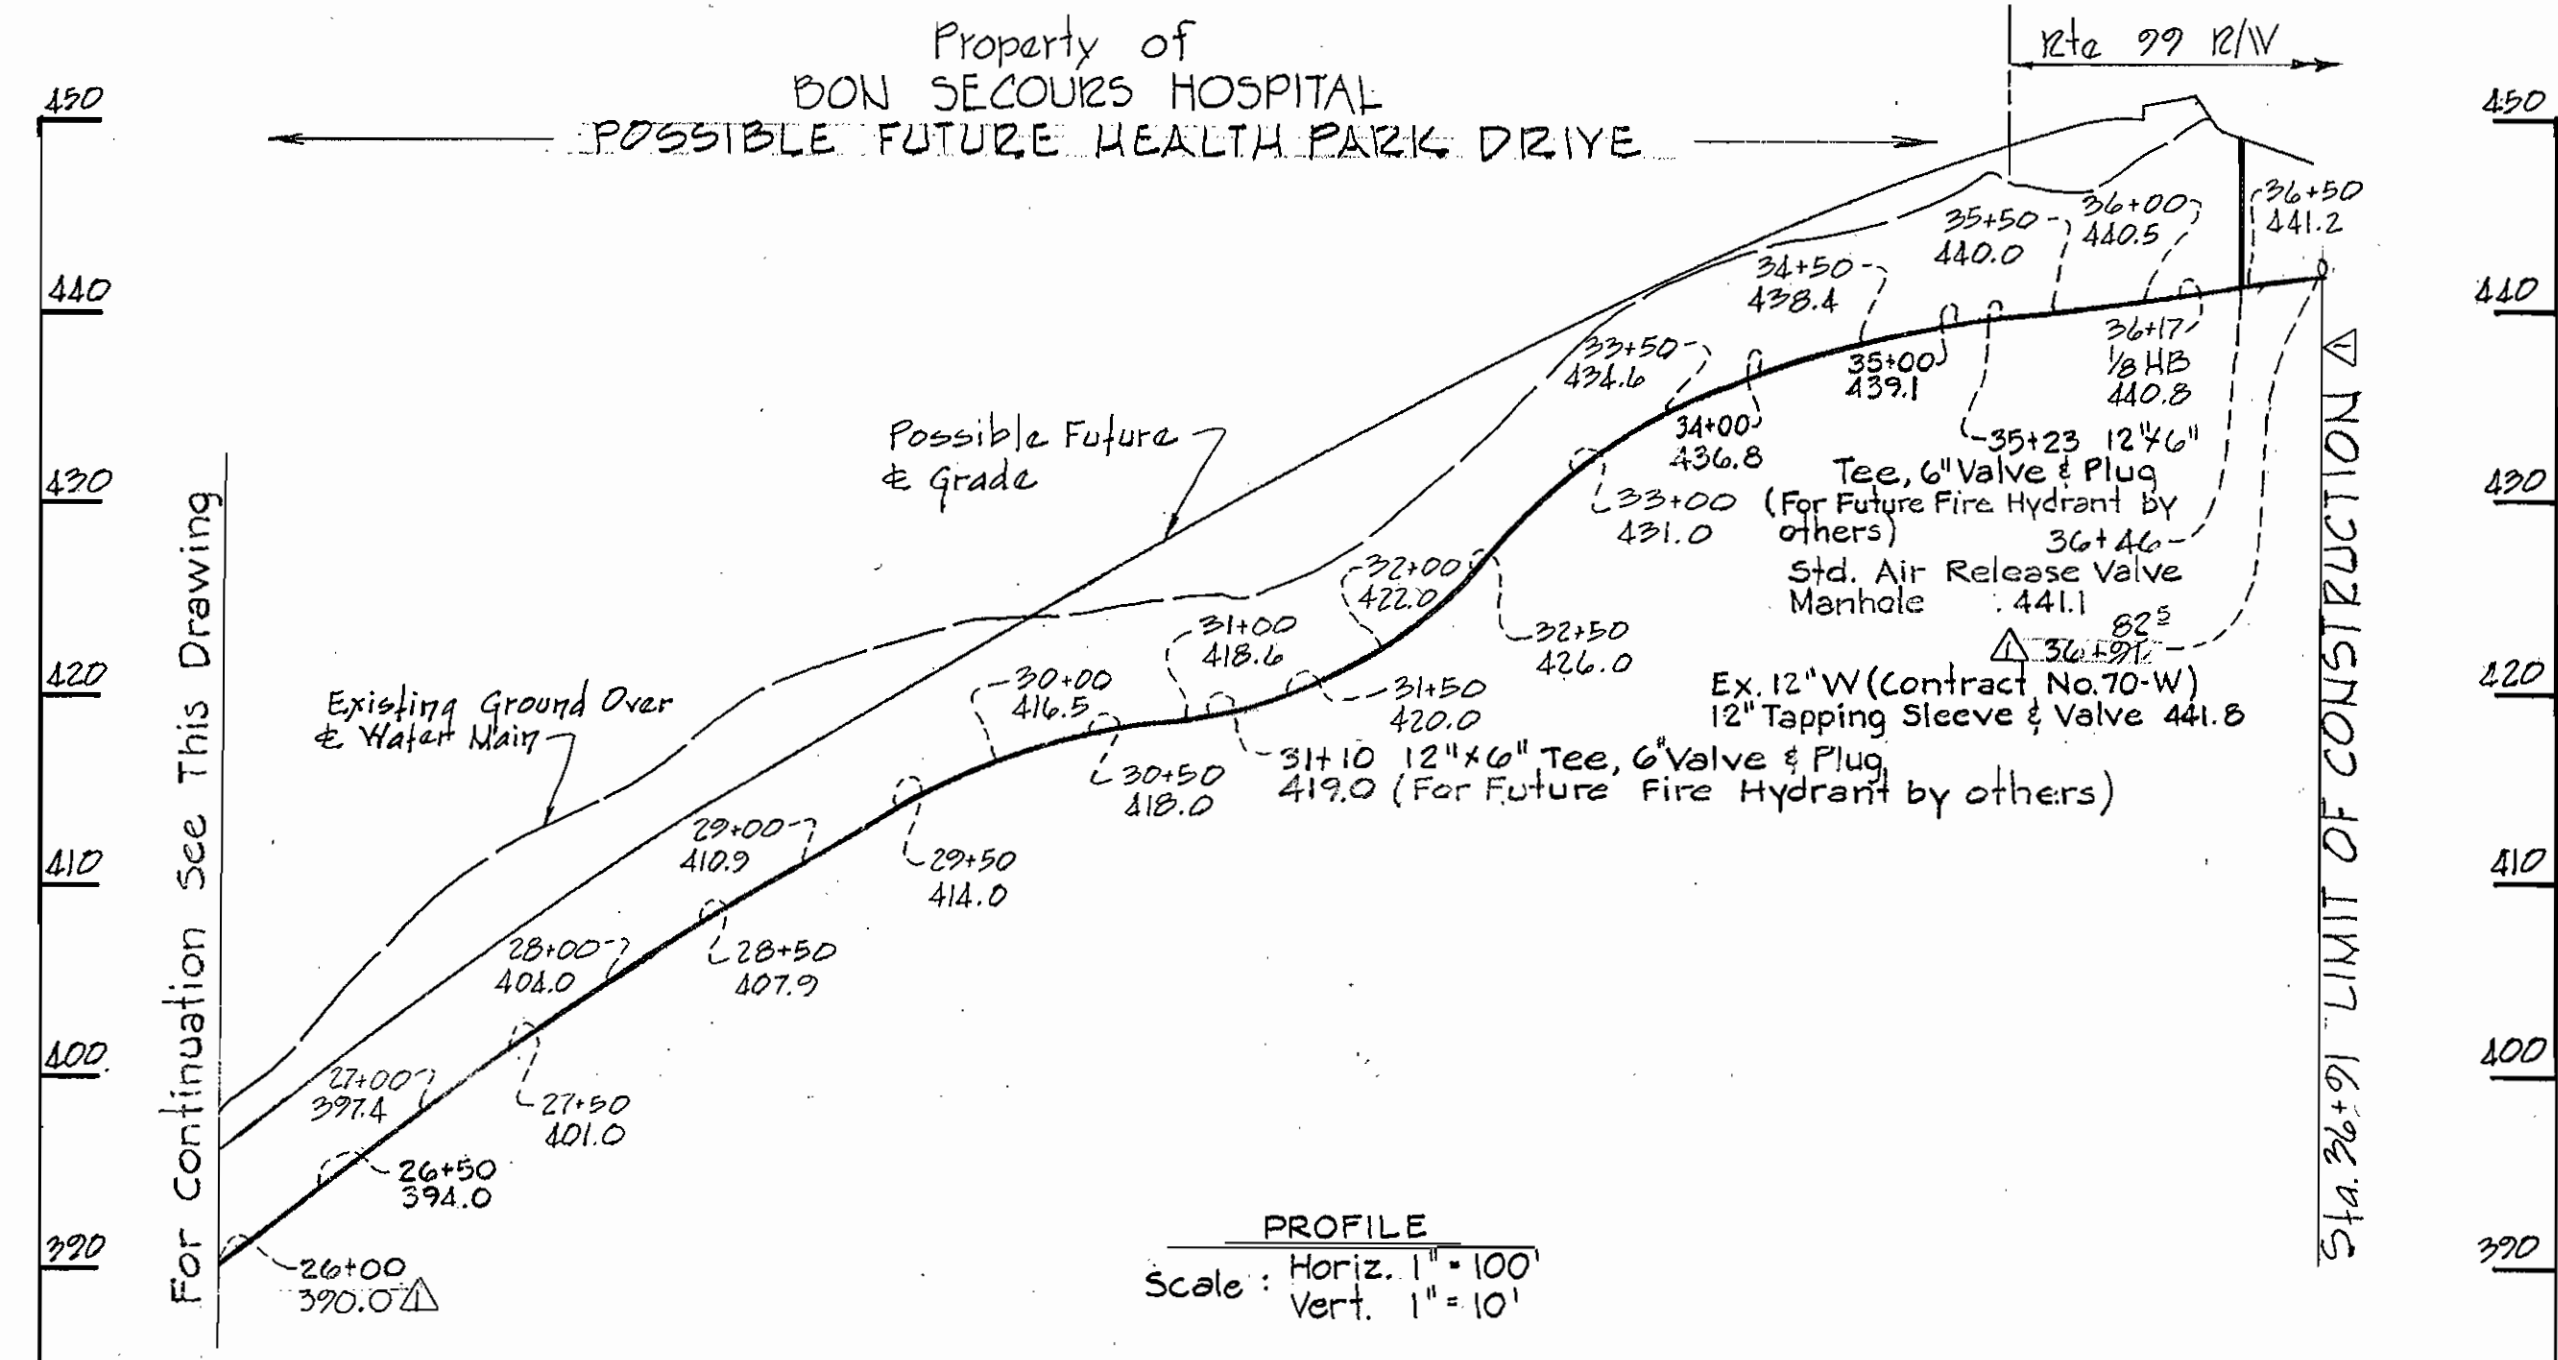 Property of
BON SECOURS HOSPITAL
POSSIBLE FUTURE HEALTH PARK DRIVE
Rte 99 R/W
450
440
430
420
410
400
390
450
440
430
420
410
400
390
For Continuation See This Drawing
Existing Ground Over
℄ Water Main
Possible Future
℄ Grade
26+00
390.0 △1
26+50
394.0
27+00
397.4
27+50
401.0
28+00
404.0
28+50
407.9
29+00
410.9
29+50
414.0
30+00
416.5
30+50
418.0
31+00
418.6
31+10 12"x6" Tee, 6" Valve & Plug
419.0 (For Future Fire Hydrant by others)
31+50
420.0
32+00
422.0
32+50
426.0
33+00
431.0
33+50
434.6
34+00
436.8
34+50
438.4
35+00
439.1
35+23 12"x6"
Tee, 6" Valve & Plug
(For Future Fire Hydrant by
others)
35+50
440.0
36+00
440.5
36+17
1/8 HB
440.8
36+46
Std. Air Release Valve
Manhole 441.1
36+50
441.2
82⁵
△1 36+91
Ex. 12" W (Contract No. 70-W)
12" Tapping Sleeve & Valve 441.8
Sta. 36+91 LIMIT OF CONSTRUCTION △1
PROFILE
Scale : Horiz. 1" = 100'
Vert. 1" = 10'